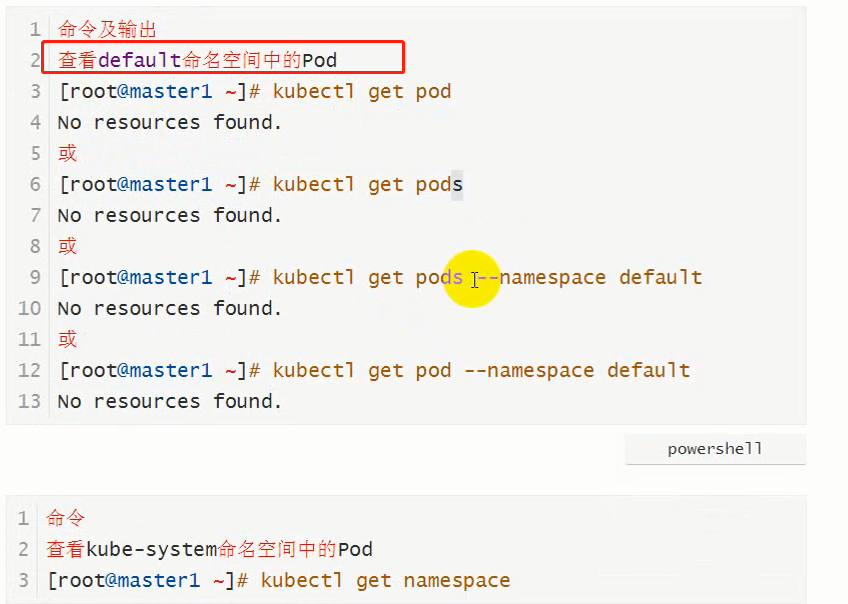 1 命令及输出
2 查看default命名空间中的Pod
3 [root@master1 ~]# kubectl get pod
4 No resources found.
5 或
6 [root@master1 ~]# kubectl get pods
7 No resources found.
8 或
9 [root@master1 ~]# kubectl get pods --namespace default
10 No resources found.
11 或
12 [root@master1 ~]# kubectl get pod --namespace default
13 No resources found.
powershell
1 命令
2 查看kube-system命名空间中的Pod
3 [root@master1 ~]# kubectl get namespace